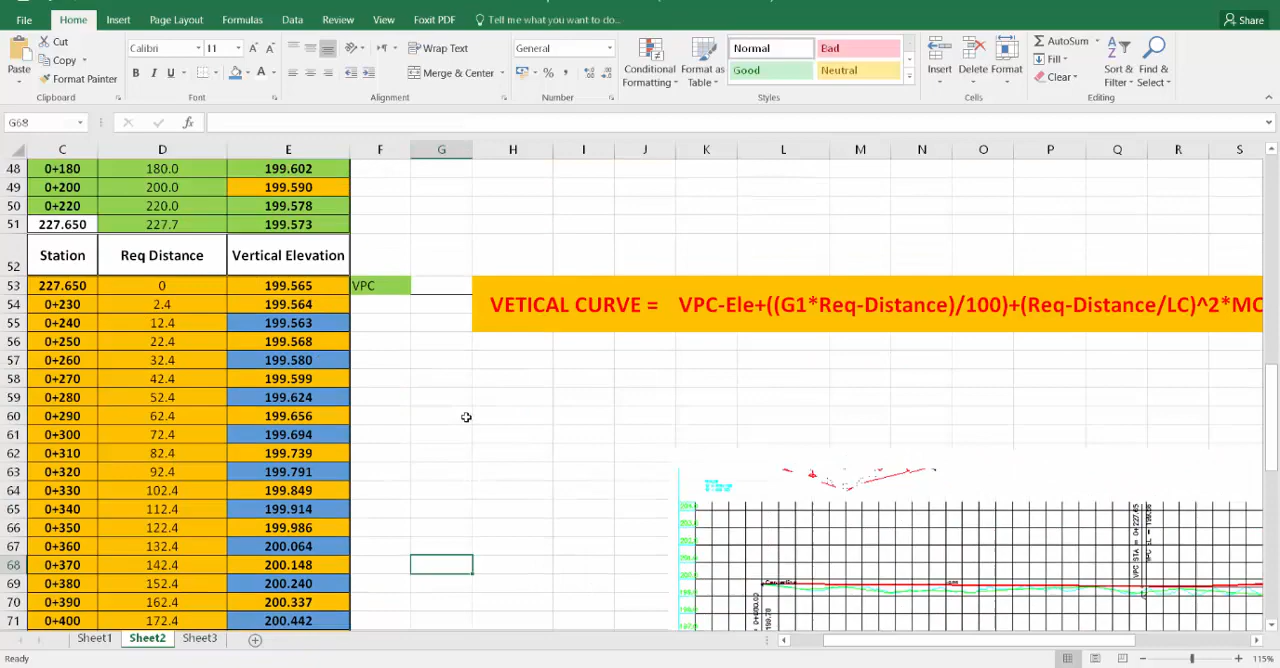 File Home Insert Page Layout Formulas Data Review View Foxit PDF Tell me what you want to do... Share
Cut Calibri 11 Wrap Text General Normal Bad AutoSum
Paste Copy Conditional Format as Good Neutral Insert Delete Format Fill Sort & Find &
Format Painter B I U Merge & Center % Formatting Table Clear Filter Select
Clipboard Font Alignment Number Styles Cells Editing
G68 fx
C D E F G H I J K L M N O P Q R S
48 0+180 180.0 199.602
49 0+200 200.0 199.590
50 0+220 220.0 199.578
51 227.650 227.7 199.573
52 Station Req Distance Vertical Elevation
53 227.650 0 199.565 VPC
VETICAL CURVE = VPC-Ele+((G1*Req-Distance)/100)+(Req-Distance/LC)^2*MC
54 0+230 2.4 199.564
55 0+240 12.4 199.563
56 0+250 22.4 199.568
57 0+260 32.4 199.580
58 0+270 42.4 199.599
59 0+280 52.4 199.624
60 0+290 62.4 199.656
61 0+300 72.4 199.694
62 0+310 82.4 199.739
63 0+320 92.4 199.791
64 0+330 102.4 199.849
65 0+340 112.4 199.914
66 0+350 122.4 199.986
67 0+360 132.4 200.064
68 0+370 142.4 200.148
69 0+380 152.4 200.240
70 0+390 162.4 200.337
71 0+400 172.4 200.442
VPC STA = 0+227.65
Sheet1 Sheet2 Sheet3
Ready 115%